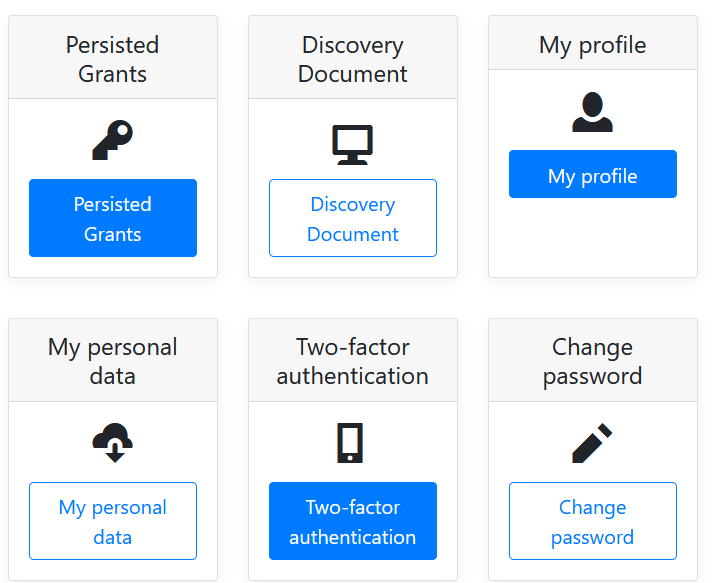 Persisted
Grants
Persisted
Grants
Discovery
Document
Discovery
Document
My profile
My profile
My personal
data
My personal
data
Two-factor
authentication
Two-factor
authentication
Change
password
Change
password